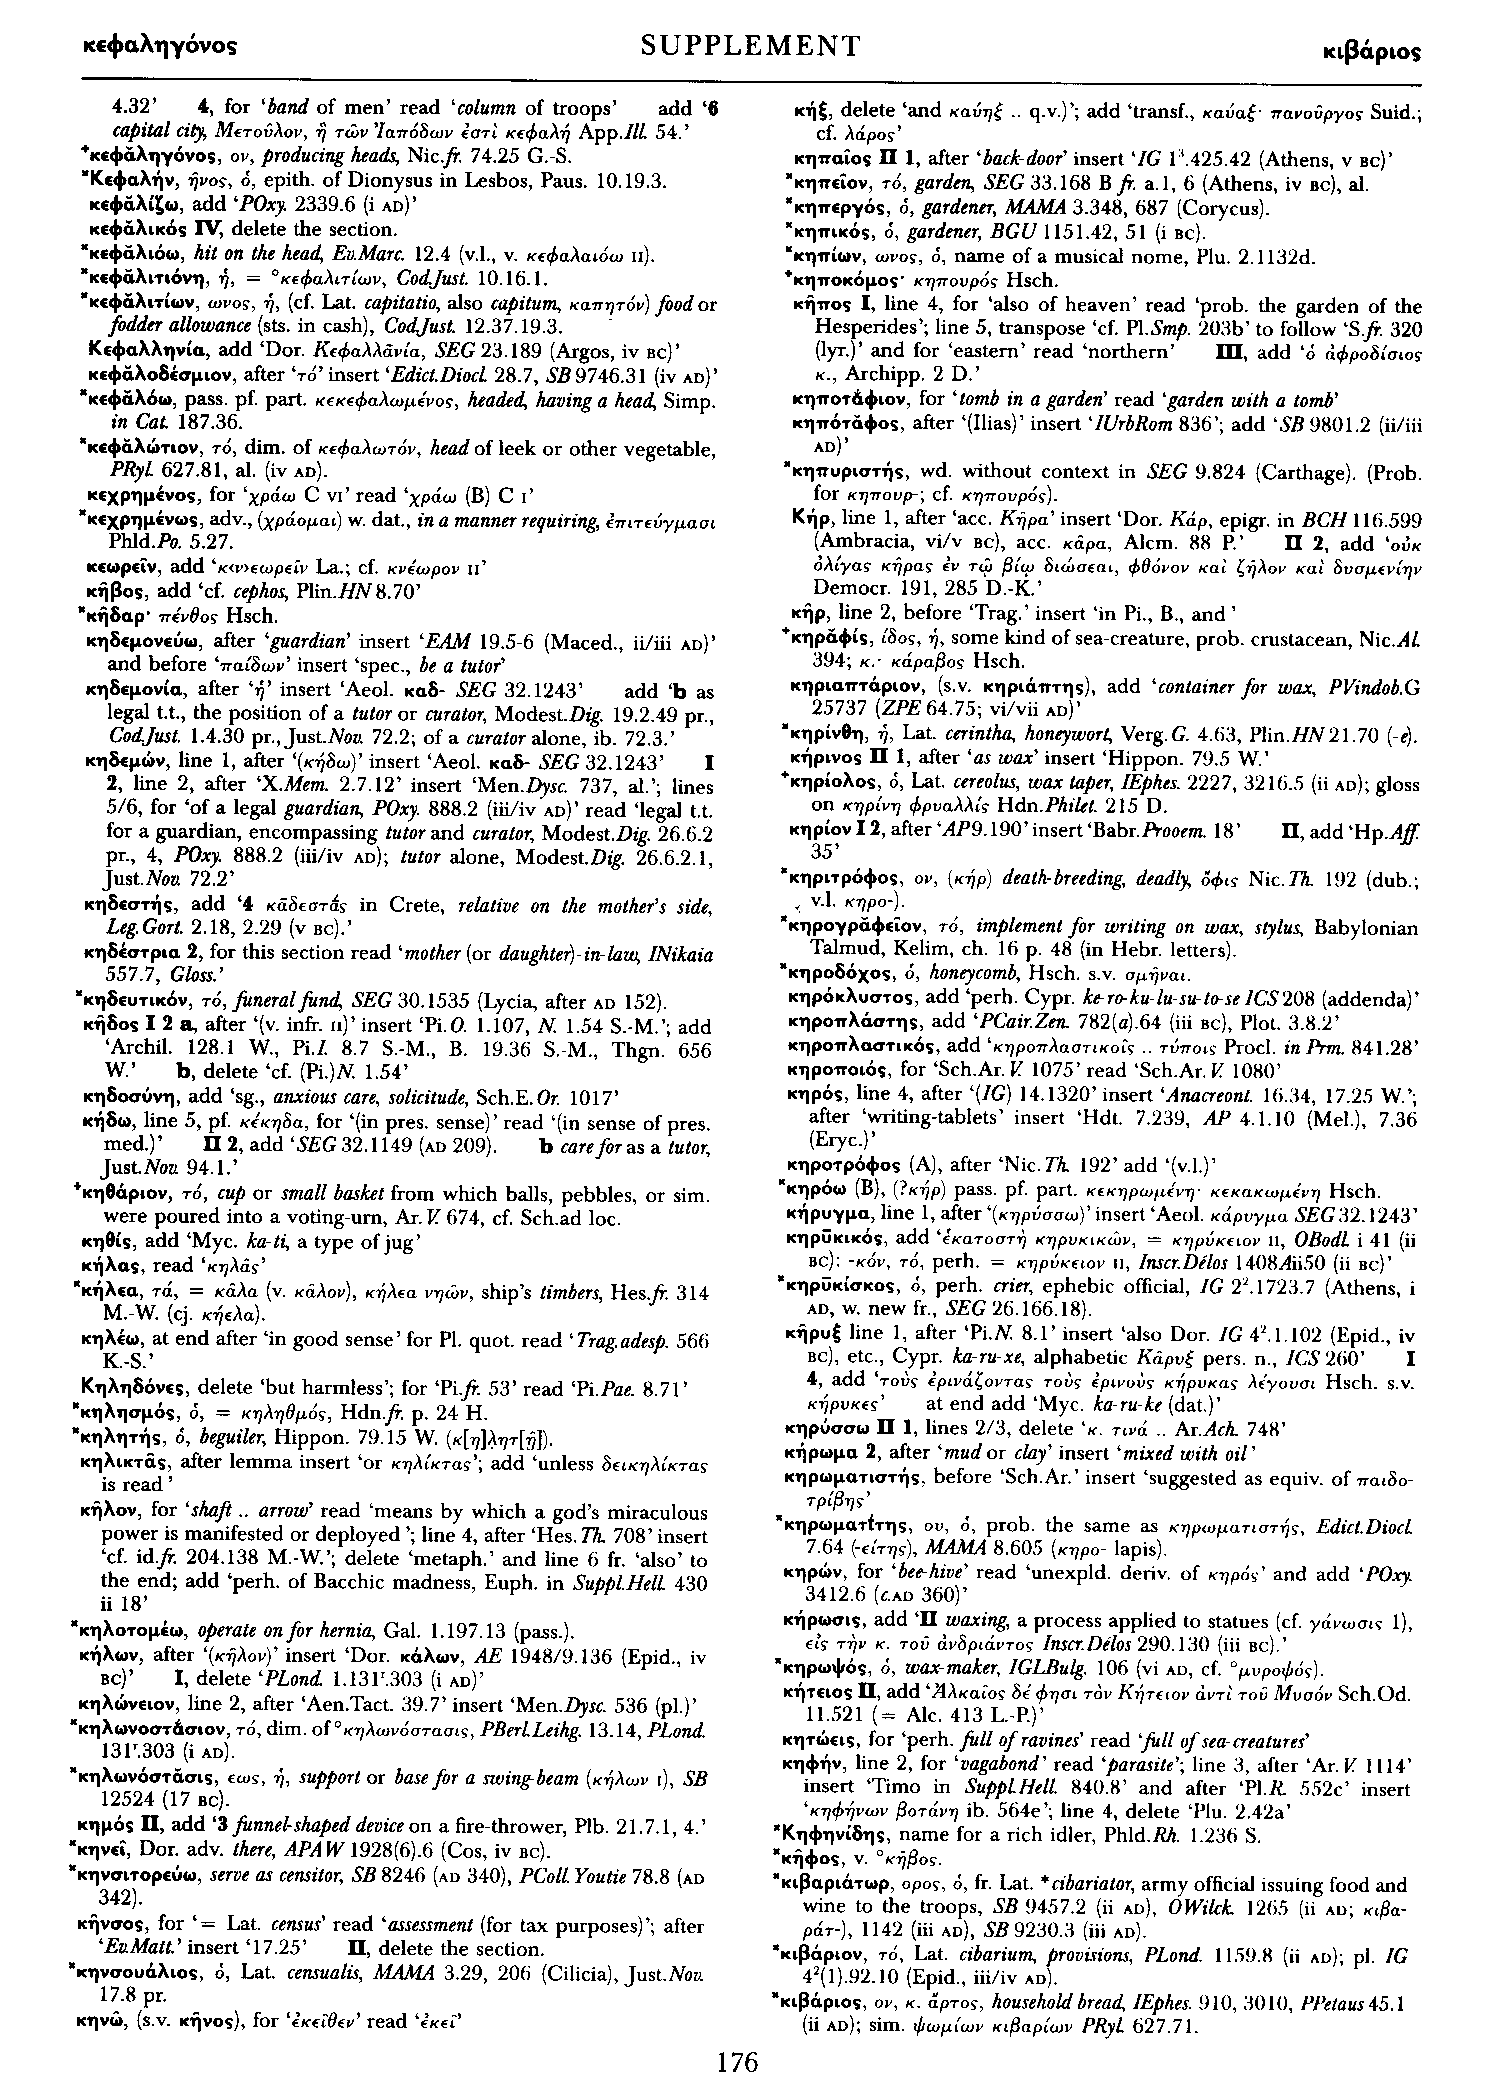 κεφαληγόνος SUPPLEMENT κιβάριος
4.32’ 4, for ‘band of men’ read ‘column of troops’ add ‘6
capital city, Μετοῦλον, ἣ τῶν Ἰαπόδων ἐστὶ κεφαλή App.Ill. 54.’
⁺κεφᾰληγόνος, ον, producing heads, Nic.fr. 74.25 G.-S.
*Κεφαλήν, ῆνος, ὁ, epith. of Dionysus in Lesbos, Paus. 10.19.3.
κεφᾰλίζω, add ‘POxy. 2339.6 (i AD)’
κεφᾰλικός IV, delete the section.
*κεφᾰλιόω, hit on the head, Ev.Marc. 12.4 (v.l., v. κεφαλαιόω II).
*κεφᾰλιτιόνη, ἡ, = °κεφαλιτίων, Cod.Just. 10.16.1.
*κεφᾰλιτίων, ωνος, ἡ, (cf. Lat. capitatio, also capitum, καπητόν) food or
fodder allowance (sts. in cash), Cod.Just. 12.37.19.3.
Κεφαλληνία, add ‘Dor. Κεφαλλᾱνία, SEG 23.189 (Argos, iv BC)’
κεφᾰλοδέσμιον, after ‘τό’ insert ‘Edict.Diocl. 28.7, SB 9746.31 (iv AD)’
*κεφᾰλόω, pass. pf. part. κεκεφαλωμένος, headed, having a head, Simp.
in Cat. 187.36.
*κεφᾰλώτιον, τό, dim. of κεφαλωτόν, head of leek or other vegetable,
PRyl. 627.81, al. (iv AD).
κεχρημένος, for ‘χράω C VI’ read ‘χράω (B) C I’
*κεχρημένως, adv., (χράομαι) w. dat., in a manner requiring, ἐπιτεύγμασι
Phld.Po. 5.27.
κεωρεῖν, add ‘κ‹ν›εωρεῖν La.; cf. κνέωρον II’
κῆβος, add ‘cf. cephos, Plin.HN 8.70’
*κῆδαρ· πένθος Hsch.
κηδεμονεύω, after ‘guardian’ insert ‘EAM 19.5-6 (Maced., ii/iii AD)’
and before ‘παίδων’ insert ‘spec., be a tutor’
κηδεμονία, after ‘ἡ’ insert ‘Aeol. καδ- SEG 32.1243’ add ‘b as
legal t.t., the position of a tutor or curator, Modest.Dig. 19.2.49 pr.,
Cod.Just. 1.4.30 pr., Just.Nov. 72.2; of a curator alone, ib. 72.3.’
κηδεμών, line 1, after ‘(κήδω)’ insert ‘Aeol. καδ- SEG 32.1243’ I
2, line 2, after ‘X.Mem. 2.7.12’ insert ‘Men.Dysc. 737, al.’; lines
5/6, for ‘of a legal guardian, POxy. 888.2 (iii/iv AD)’ read ‘legal t.t.
for a guardian, encompassing tutor and curator, Modest.Dig. 26.6.2
pr., 4, POxy. 888.2 (iii/iv AD); tutor alone, Modest.Dig. 26.6.2.1,
Just.Nov. 72.2’
κηδεστής, add ‘4 κᾱδεστάς in Crete, relative on the mother’s side,
Leg.Gort. 2.18, 2.29 (v BC).’
κηδέστρια 2, for this section read ‘mother (or daughter)-in-law, INikaia
557.7, Gloss.’
*κηδευτικόν, τό, funeral fund, SEG 30.1535 (Lycia, after AD 152).
κῆδος I 2 a, after ‘(v. infr. II)’ insert ‘Pi.O. 1.107, N. 1.54 S.-M.’; add
‘Archil. 128.1 W., Pi.I. 8.7 S.-M., B. 19.36 S.-M., Thgn. 656
W.’ b, delete ‘cf. (Pi.)N. 1.54’
κηδοσύνη, add ‘sg., anxious care, solicitude, Sch.E.Or. 1017’
κήδω, line 5, pf. κέκηδα, for ‘(in pres. sense)’ read ‘(in sense of pres.
med.)’ II 2, add ‘SEG 32.1149 (AD 209). b care for as a tutor,
Just.Nov. 94.1.’
⁺κηθάριον, τό, cup or small basket from which balls, pebbles, or sim.
were poured into a voting-urn, Ar.V. 674, cf. Sch.ad loc.
κηθίς, add ‘Myc. ka-ti, a type of jug’
κήλας, read ‘κηλᾶς’
*κήλεα, τά, = κᾶλα (v. κᾶλον), κήλεα νηῶν, ship’s timbers, Hes.fr. 314
M.-W. (cj. κήελα).
κηλέω, at end after ‘in good sense’ for Pl. quot. read ‘Trag.adesp. 566
K.-S.’
Κηληδόνες, delete ‘but harmless’; for ‘Pi.fr. 53’ read ‘Pi.Pae. 8.71’
*κηλησμός, ὁ, = κηληθμός, Hdn.fr. p. 24 H.
*κηλητής, ὁ, beguiler, Hippon. 79.15 W. (κ[η]λητ[ῆ]).
κηλικτᾶς, after lemma insert ‘or κηλίκτας’; add ‘unless δεικηλίκτας
is read’
κῆλον, for ‘shaft .. arrow’ read ‘means by which a god’s miraculous
power is manifested or deployed’; line 4, after ‘Hes.Th. 708’ insert
‘cf. id.fr. 204.138 M.-W.’; delete ‘metaph.’ and line 6 fr. ‘also’ to
the end; add ‘perh. of Bacchic madness, Euph. in Suppl.Hell. 430
ii 18’
*κηλοτομέω, operate on for hernia, Gal. 1.197.13 (pass.).
κήλων, after ‘(κῆλον)’ insert ‘Dor. κάλων, AE 1948/9.136 (Epid., iv
BC)’ I, delete ‘PLond. 1.131ʳ.303 (i AD)’
κηλώνειον, line 2, after ‘Aen.Tact. 39.7’ insert ‘Men.Dysc. 536 (pl.)’
*κηλωνοστάσιον, τό, dim. of °κηλωνόστασις, PBerl.Leihg. 13.14, PLond.
131ʳ.303 (i AD).
*κηλωνόστᾰσις, εως, ἡ, support or base for a swing-beam (κήλων I), SB
12524 (17 BC).
κημός II, add ‘3 funnel-shaped device on a fire-thrower, Plb. 21.7.1, 4.’
*κηνεῖ, Dor. adv. there, APAW 1928(6).6 (Cos, iv BC).
*κηνσιτορεύω, serve as censitor, SB 8246 (AD 340), PColl.Youtie 78.8 (AD
342).
κῆνσος, for ‘= Lat. census’ read ‘assessment (for tax purposes)’; after
‘Ev.Matt.’ insert ‘17.25’ II, delete the section.
*κηνσουάλιος, ὁ, Lat. censualis, MAMA 3.29, 206 (Cilicia), Just.Nov.
17.8 pr.
κηνῶ, (s.v. κῆνος), for ‘ἐκεῖθεν’ read ‘ἐκεῖ’
κήξ, delete ‘and καύηξ .. q.v.)’; add ‘transf., καύαξ· πανοῦργος Suid.;
cf. λάρος’
κηπαῖος II 1, after ‘back-door’ insert ‘IG 1³.425.42 (Athens, v BC)’
*κηπεῖον, τό, garden, SEG 33.168 B fr. a.1, 6 (Athens, iv BC), al.
*κηπεργός, ὁ, gardener, MAMA 3.348, 687 (Corycus).
*κηπικός, ὁ, gardener, BGU 1151.42, 51 (i BC).
*κηπίων, ωνος, ὁ, name of a musical nome, Plu. 2.1132d.
⁺κηποκόμος· κηπουρός Hsch.
κῆπος I, line 4, for ‘also of heaven’ read ‘prob. the garden of the
Hesperides’; line 5, transpose ‘cf. Pl.Smp. 203b’ to follow ‘S.fr. 320
(lyr.)’ and for ‘eastern’ read ‘northern’ III, add ‘ὁ ἀφροδίσιος
κ., Archipp. 2 D.’
κηποτάφιον, for ‘tomb in a garden’ read ‘garden with a tomb’
κηπότᾰφος, after ‘(Ilias)’ insert ‘IUrbRom 836’; add ‘SB 9801.2 (ii/iii
AD)’
*κηπυριστής, wd. without context in SEG 9.824 (Carthage). (Prob.
for κηπουρ-; cf. κηπουρός).
Κήρ, line 1, after ‘acc. Κῆρα’ insert ‘Dor. Κάρ, epigr. in BCH 116.599
(Ambracia, vi/v BC), acc. κᾶρα, Alcm. 88 P.’ II 2, add ‘οὐκ
ὀλίγας κῆρας ἐν τῷ βίῳ διώσεαι, φθόνον καὶ ζῆλον καὶ δυσμενίην
Democr. 191, 285 D.-K.’
κῆρ, line 2, before ‘Trag.’ insert ‘in Pi., B., and ’
⁺κηρᾰφίς, ίδος, ἡ, some kind of sea-creature, prob. crustacean, Nic.Al.
394; κ.· κάραβος Hsch.
κηριαπτάριον, (s.v. κηριάπτης), add ‘container for wax, PVindob.G
25737 (ZPE 64.75; vi/vii AD)’
*κηρίνθη, ἡ, Lat. cerintha, honeywort, Verg.G. 4.63, Plin.HN 21.70 (-e).
κήρινος II 1, after ‘as wax’ insert ‘Hippon. 79.5 W.’
⁺κηρίολος, ὁ, Lat. cereolus, wax taper, IEphes. 2227, 3216.5 (ii AD); gloss
on κηρίνη φρυαλλίς Hdn.Philet. 215 D.
κηρίον I 2, after ‘AP 9.190’ insert ‘Babr.Prooem. 18’ II, add ‘Hp.Aff.
35’
*κηριτρόφος, ον, (κήρ) death-breeding, deadly, ὄφις Nic.Th. 192 (dub.;
v.l. κηρο-).
*κηρογρᾰφεῖον, τό, implement for writing on wax, stylus, Babylonian
Talmud, Kelim, ch. 16 p. 48 (in Hebr. letters).
*κηροδόχος, ὁ, honeycomb, Hsch. s.v. σμῆναι.
κηρόκλυστος, add ‘perh. Cypr. ke-ro-ku-lu-su-to-se ICS 208 (addenda)’
κηροπλάστης, add ‘PCair.Zen. 782(a).64 (iii BC), Plot. 3.8.2’
κηροπλαστικός, add ‘κηροπλαστικοῖς .. τύποις Procl. in Prm. 841.28’
κηροποιός, for ‘Sch.Ar.V. 1075’ read ‘Sch.Ar.V. 1080’
κηρός, line 4, after ‘(IG) 14.1320’ insert ‘Anacreont. 16.34, 17.25 W.’;
after ‘writing-tablets’ insert ‘Hdt. 7.239, AP 4.1.10 (Mel.), 7.36
(Eryc.)’
κηροτρόφος (A), after ‘Nic.Th. 192’ add ‘(v.l.)’
*κηρόω (B), (?κήρ) pass. pf. part. κεκηρωμένη· κεκακωμένη Hsch.
κήρυγμα, line 1, after ‘(κηρύσσω)’ insert ‘Aeol. κάρυγμα SEG 32.1243’
κηρῡκικός, add ‘ἑκατοστὴ κηρυκικῶν, = κηρύκειον II, OBodl. i 41 (ii
BC); -κόν, τό, perh. = κηρύκειον II, Inscr.Délos 1408Aii50 (ii BC)’
*κηρῡκίσκος, ὁ, perh. crier, ephebic official, IG 2².1723.7 (Athens, i
AD, w. new fr., SEG 26.166.18).
κῆρυξ line 1, after ‘Pi.N. 8.1’ insert ‘also Dor. IG 4².1.102 (Epid., iv
BC), etc., Cypr. ka-ru-xe, alphabetic Κᾶρυξ pers. n., ICS 260’ I
4, add ‘τοὺς ἐρινάζοντας τοὺς ἐρινοὺς κήρυκας λέγουσι Hsch. s.v.
κήρυκες’ at end add ‘Myc. ka-ru-ke (dat.)’
κηρύσσω II 1, lines 2/3, delete ‘κ. τινά .. Ar.Ach. 748’
κήρωμα 2, after ‘mud or clay’ insert ‘mixed with oil’
κηρωματιστής, before ‘Sch.Ar.’ insert ‘suggested as equiv. of παιδο-
τρίβης’
*κηρωματίτης, ου, ὁ, prob. the same as κηρωματιστής, Edict.Diocl.
7.64 (-είτης), MAMA 8.605 (κηρο- lapis).
κηρών, for ‘bee-hive’ read ‘unexpld. deriv. of κηρός’ and add ‘POxy.
3412.6 (c.AD 360)’
κήρωσις, add ‘II waxing, a process applied to statues (cf. γάνωσις 1),
εἰς τὴν κ. τοῦ ἀνδριάντος Inscr.Délos 290.130 (iii BC).’
*κηρωψός, ὁ, wax-maker, IGLBulg. 106 (vi AD, cf. °μυροψός).
κήτειος II, add ‘Ἀλκαῖος δέ φησι τὸν Κήτειον ἀντὶ τοῦ Μυσόν Sch.Od.
11.521 (= Alc. 413 L.-P.)’
κητώεις, for ‘perh. full of ravines’ read ‘full of sea-creatures’
κηφήν, line 2, for ‘vagabond’ read ‘parasite’; line 3, after ‘Ar.V. 1114’
insert ‘Timo in Suppl.Hell. 840.8’ and after ‘Pl.R. 552c’ insert
‘κηφήνων βοτάνη ib. 564e’; line 4, delete ‘Plu. 2.42a’
*Κηφηνίδης, name for a rich idler, Phld.Rh. 1.236 S.
*κῆφος, v. °κῆβος.
*κιβαριάτωρ, ορος, ὁ, fr. Lat. *cibariator, army official issuing food and
wine to the troops, SB 9457.2 (ii AD), OWilck. 1265 (ii AD; κιβα-
ράτ-), 1142 (iii AD), SB 9230.3 (iii AD).
*κιβάριον, τό, Lat. cibarium, provisions, PLond. 1159.8 (ii AD); pl. IG
4²(1).92.10 (Epid., iii/iv AD).
*κιβάριος, ον, κ. ἄρτος, household bread, IEphes. 910, 3010, PPetaus 45.1
(ii AD); sim. ψωμίων κιβαρίων PRyl. 627.71.
176